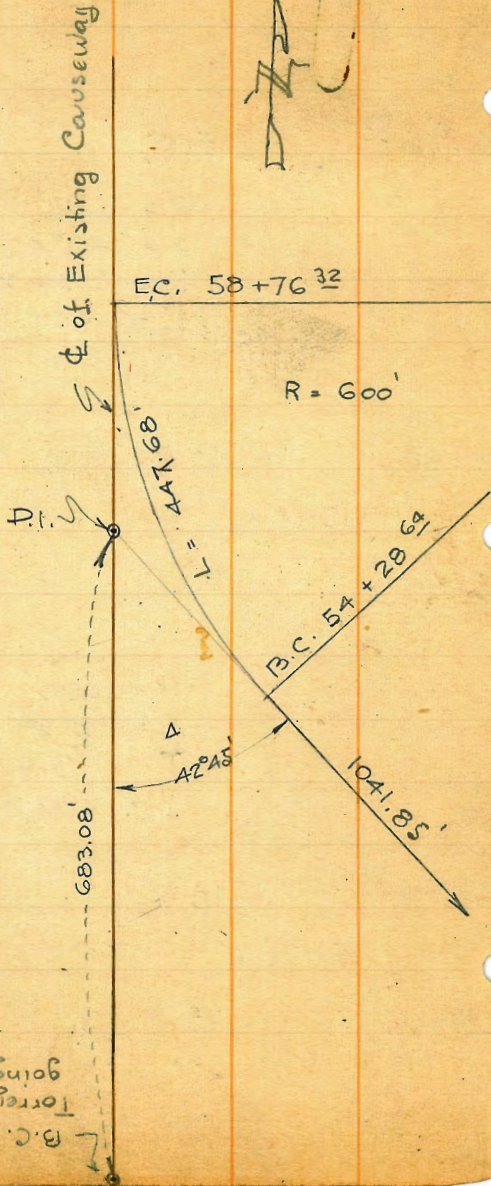 ℄ of Existing Causeway
N
E.C. 58+76 32
R = 600'
L = 447.68'
P.I.
B.C. 54+28 64
Δ
42°45'
1041.85'
683.08'
B.C.
going